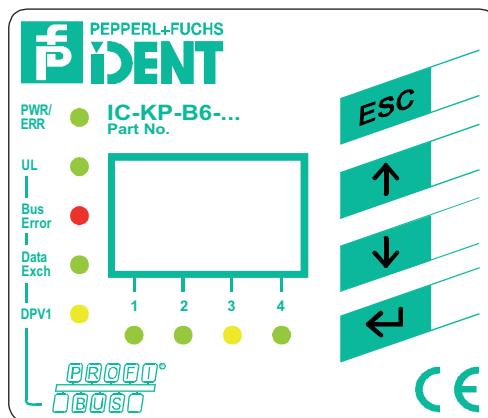 PEPPERL+FUCHS
iDENT
PWR/
ERR
IC-KP-B6-...
Part No.
ESC
UL
Bus
Error
Data
Exch
DPV1
1 2 3 4
PROFI®
BUS
CE